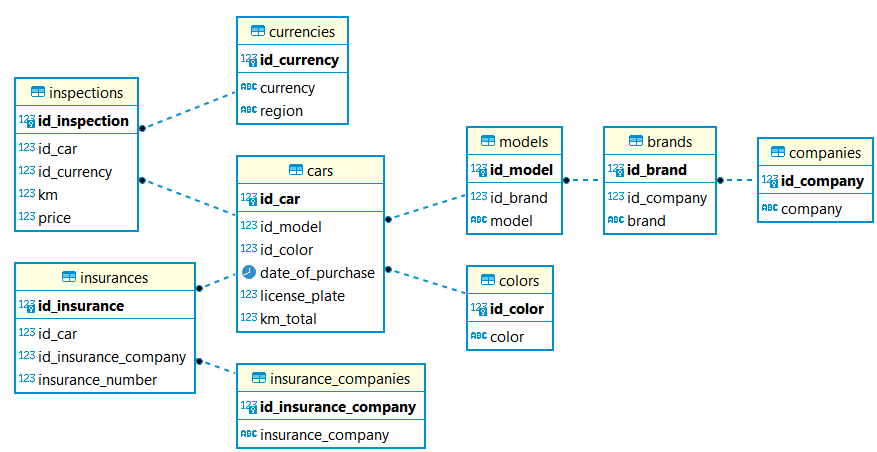 currencies
123 id_currency
ABC currency
ABC region
inspections
123 id_inspection
123 id_car
123 id_currency
123 km
123 price
cars
123 id_car
123 id_model
123 id_color
date_of_purchase
123 license_plate
123 km_total
models
123 id_model
123 id_brand
ABC model
brands
123 id_brand
123 id_company
ABC brand
companies
123 id_company
ABC company
insurances
123 id_insurance
123 id_car
123 id_insurance_company
123 insurance_number
colors
123 id_color
ABC color
insurance_companies
123 id_insurance_company
ABC insurance_company